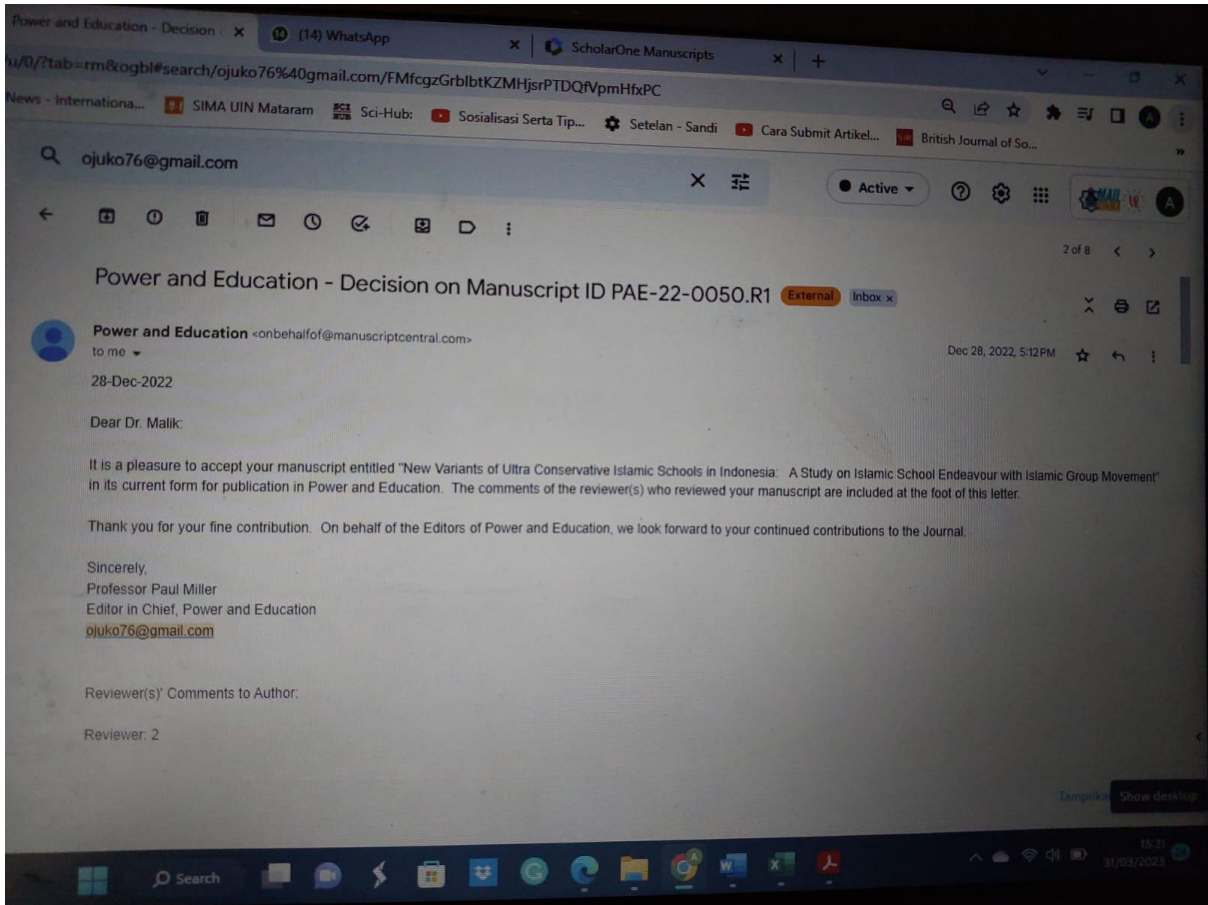 Power and Education - Decision
(14) WhatsApp
ScholarOne Manuscripts
u/0/?tab=rm&ogbl#search/ojuko76%40gmail.com/FMfcgzGrblbtKZMHjsrPTDQfVpmHfxPC
News - Internationa...
SIMA UIN Mataram
Sci-Hub:
Sosialisasi Serta Tip...
Setelan - Sandi
Cara Submit Artikel...
British Journal of So...
ojuko76@gmail.com
Active
MAIL
A
2 of 8
Power and Education - Decision on Manuscript ID PAE-22-0050.R1 External Inbox x
Power and Education <onbehalfof@manuscriptcentral.com>
Dec 28, 2022, 5:12 PM
to me
28-Dec-2022
Dear Dr. Malik:
It is a pleasure to accept your manuscript entitled "New Variants of Ultra Conservative Islamic Schools in Indonesia: A Study on Islamic School Endeavour with Islamic Group Movement"
in its current form for publication in Power and Education. The comments of the reviewer(s) who reviewed your manuscript are included at the foot of this letter.
Thank you for your fine contribution. On behalf of the Editors of Power and Education, we look forward to your continued contributions to the Journal.
Sincerely,
Professor Paul Miller
Editor in Chief, Power and Education
ojuko76@gmail.com
Reviewer(s)' Comments to Author:
Reviewer: 2
Show desktop
Search
15:21
31/03/2023